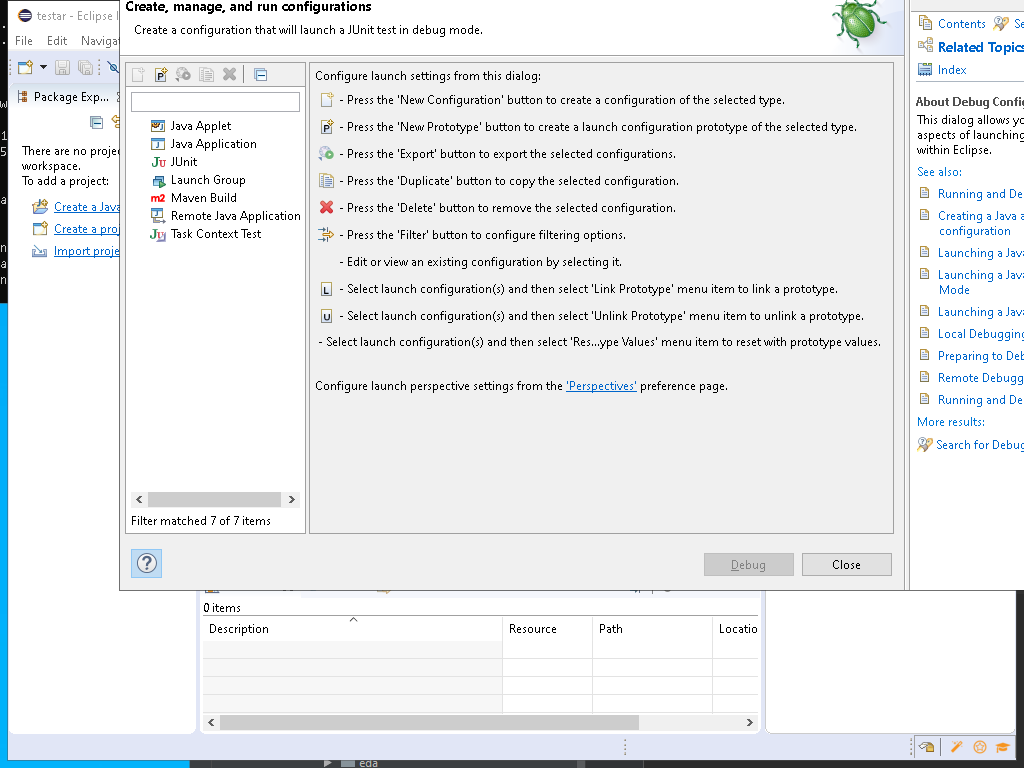 testar - Eclipse
File Edit Navigat
Package Exp...
There are no proje
workspace.
To add a project:
Create a Java
Create a proj
Import proje
Create, manage, and run configurations
Create a configuration that will launch a JUnit test in debug mode.
Java Applet
Java Application
JUnit
Launch Group
Maven Build
Remote Java Application
Task Context Test
Filter matched 7 of 7 items
Configure launch settings from this dialog:
- Press the 'New Configuration' button to create a configuration of the selected type.
- Press the 'New Prototype' button to create a launch configuration prototype of the selected type.
- Press the 'Export' button to export the selected configurations.
- Press the 'Duplicate' button to copy the selected configuration.
- Press the 'Delete' button to remove the selected configuration.
- Press the 'Filter' button to configure filtering options.
- Edit or view an existing configuration by selecting it.
- Select launch configuration(s) and then select 'Link Prototype' menu item to link a prototype.
- Select launch configuration(s) and then select 'Unlink Prototype' menu item to unlink a prototype.
- Select launch configuration(s) and then select 'Res...ype Values' menu item to reset with prototype values.
Configure launch perspective settings from the 'Perspectives' preference page.
Debug Close
Contents Se
Related Topics
Index
About Debug Config
This dialog allows yo
aspects of launching
within Eclipse.
See also:
Running and De
Creating a Java a
configuration
Launching a Java
Launching a Java
Mode
Launching a Java
Local Debugging
Preparing to Deb
Remote Debugg
Running and De
More results:
Search for Debug
0 items
Description Resource Path Locatio
eda